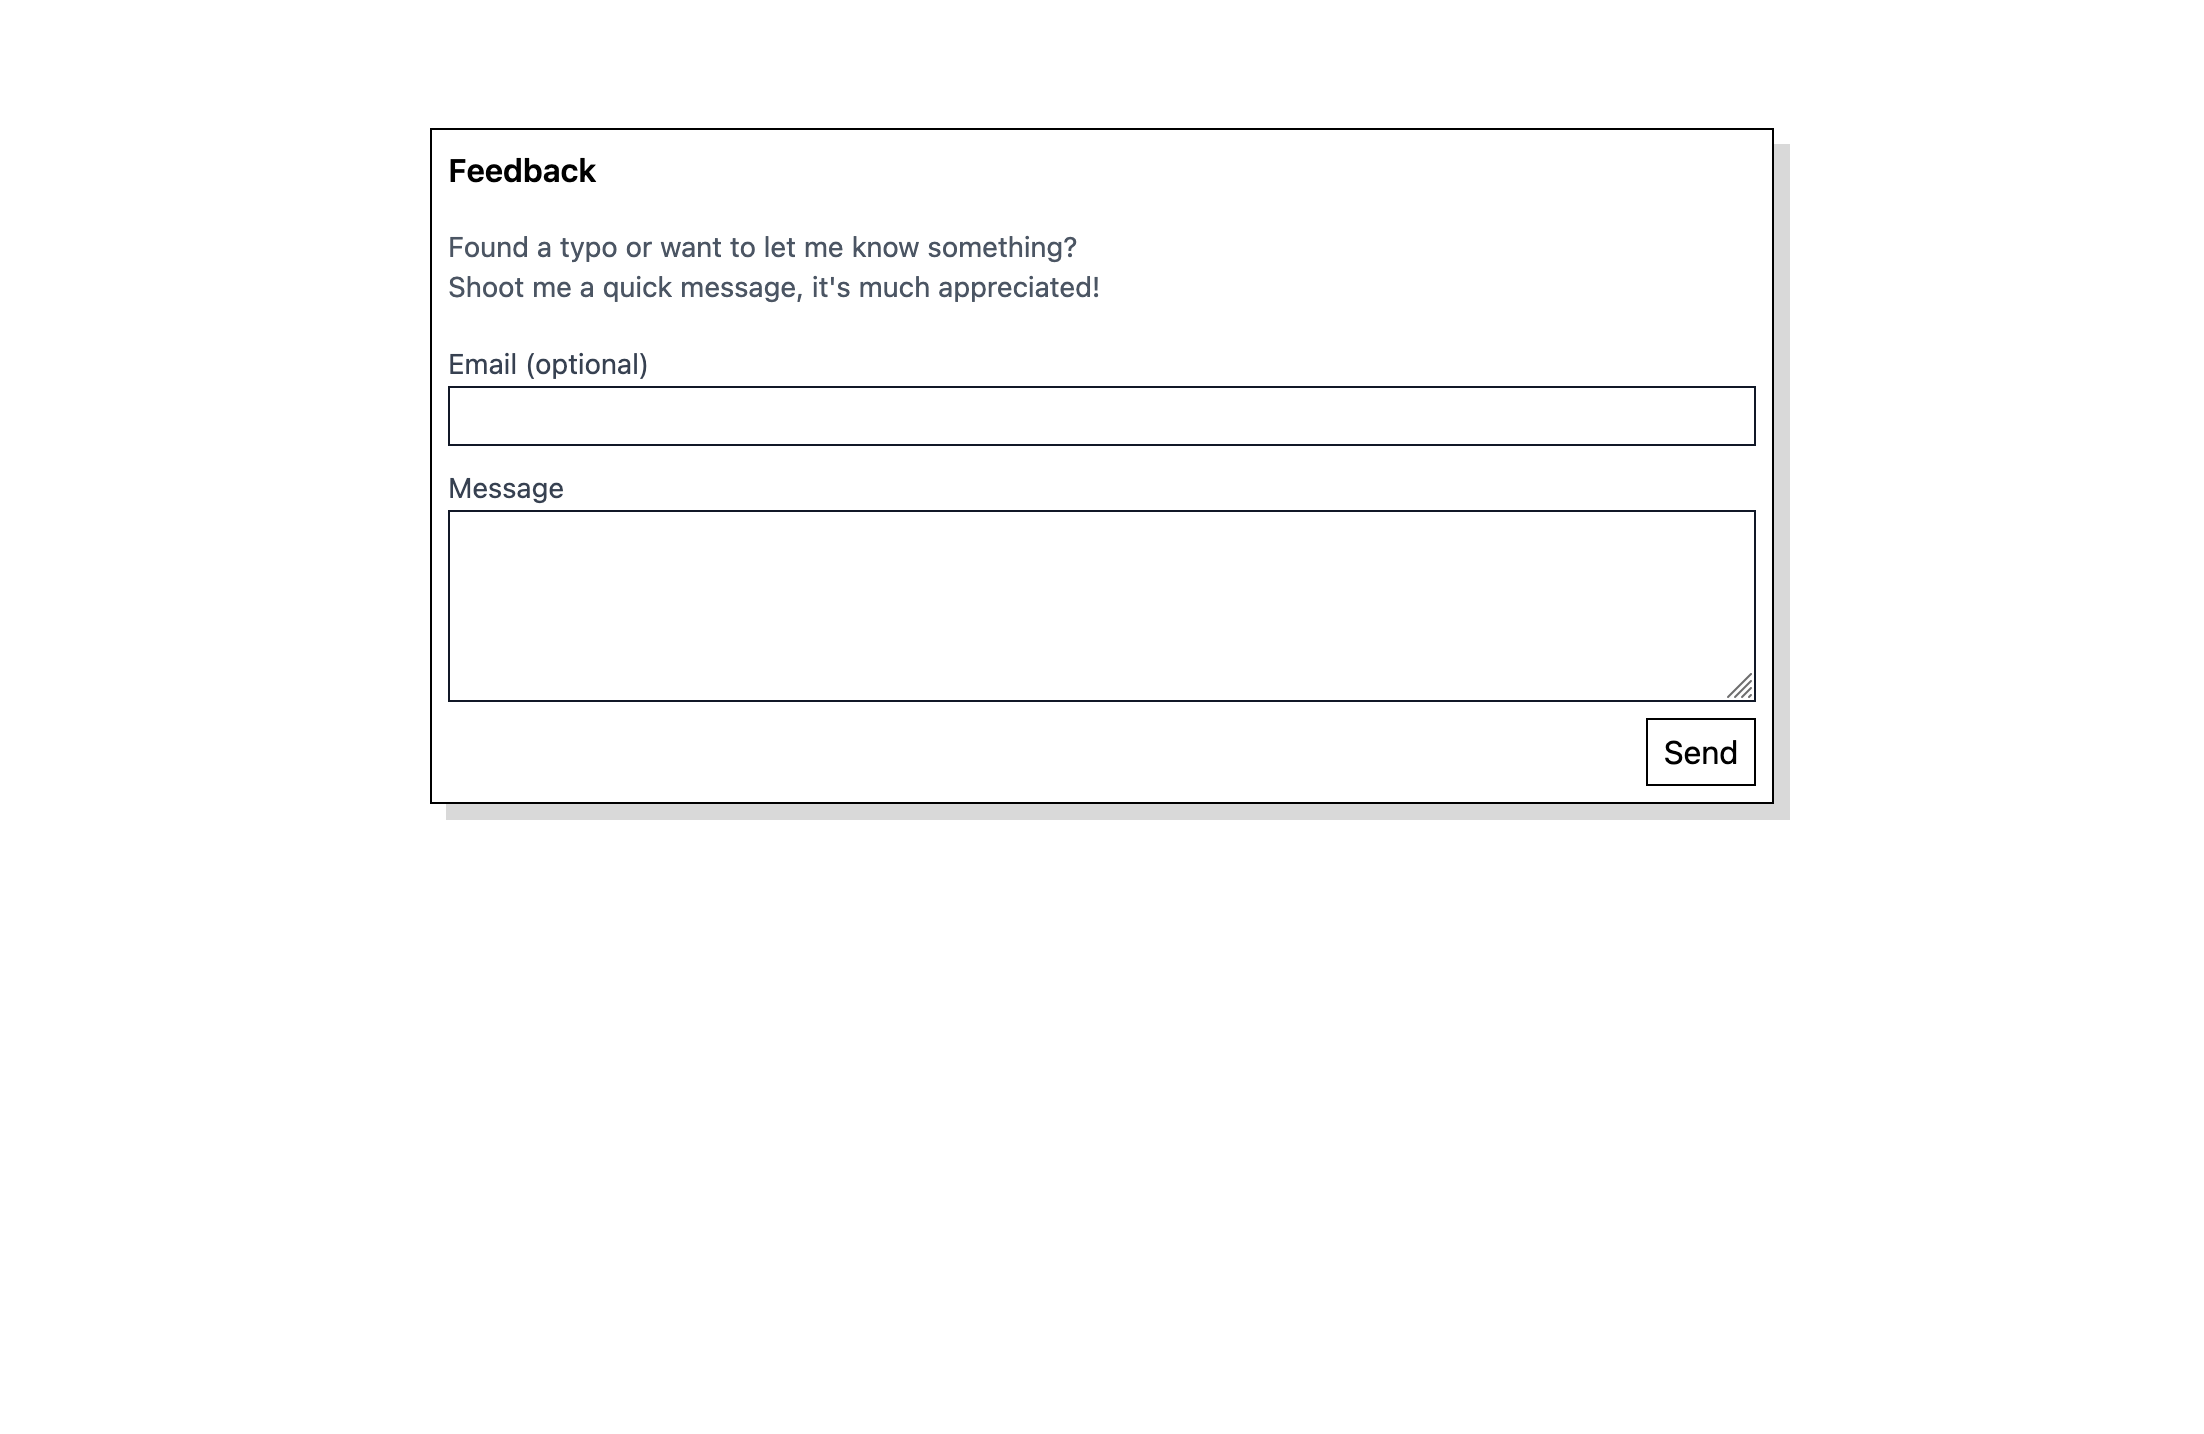 Feedback
Found a typo or want to let me know something?
Shoot me a quick message, it's much appreciated!
Email (optional)
Message
Send